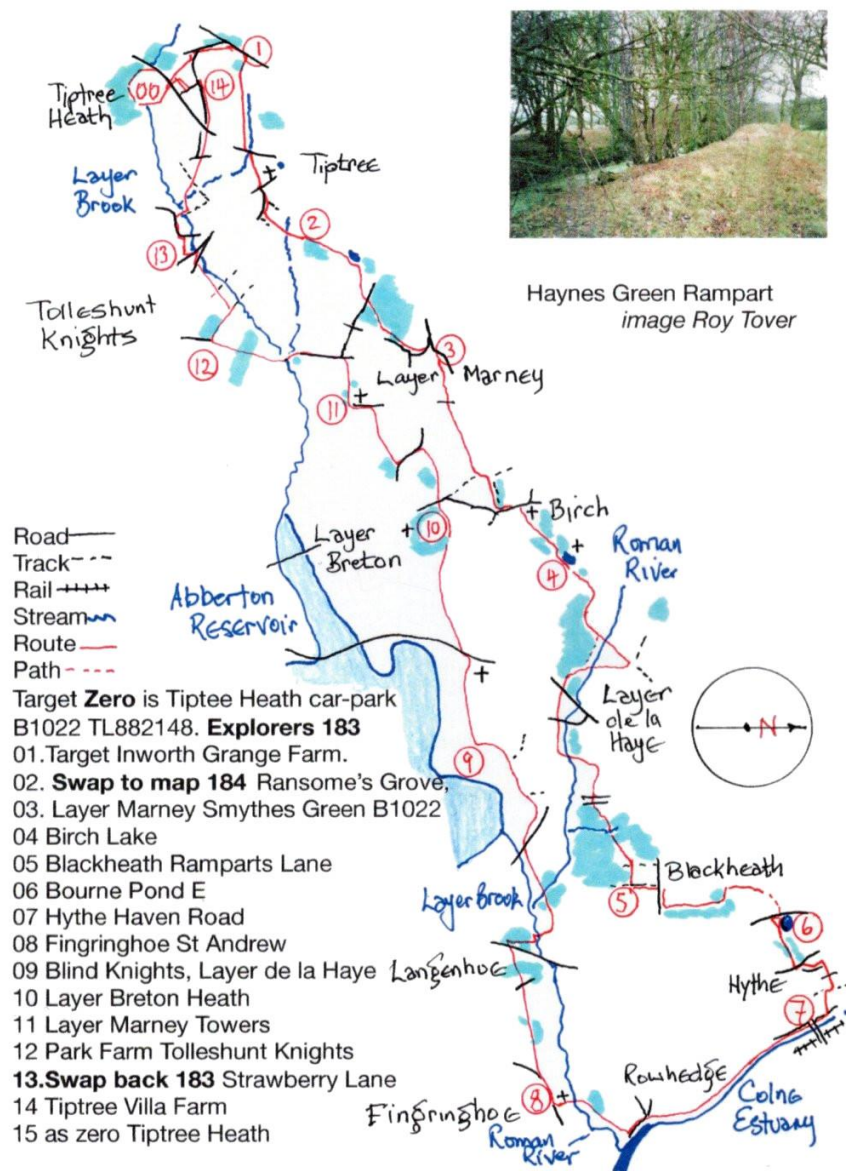 1
00
14
Tiptree
Heath
Layer
Brook
Tiptree
2
13
Haynes Green Rampart
image Roy Tover
Tolleshunt
Knights
12
3
Layer Marney
11
10
Birch
Layer
Breton
4
Roman
River
Abberton
Reservoir
Layer
de la
Haye
N
9
Road
Track
Rail
Stream
Route
Path
Target Zero is Tiptee Heath car-park
B1022 TL882148. Explorers 183
01.Target Inworth Grange Farm.
02. Swap to map 184 Ransome's Grove,
03. Layer Marney Smythes Green B1022
04 Birch Lake
05 Blackheath Ramparts Lane
06 Bourne Pond E
07 Hythe Haven Road
08 Fingringhoe St Andrew
09 Blind Knights, Layer de la Haye
10 Layer Breton Heath
11 Layer Marney Towers
12 Park Farm Tolleshunt Knights
13.Swap back 183 Strawberry Lane
14 Tiptree Villa Farm
15 as zero Tiptree Heath
Blackheath
5
Layer Brook
6
Langenhoe
Hythe
7
Rowhedge
8
Fingringhoe
Roman
River
Colne
Estuary